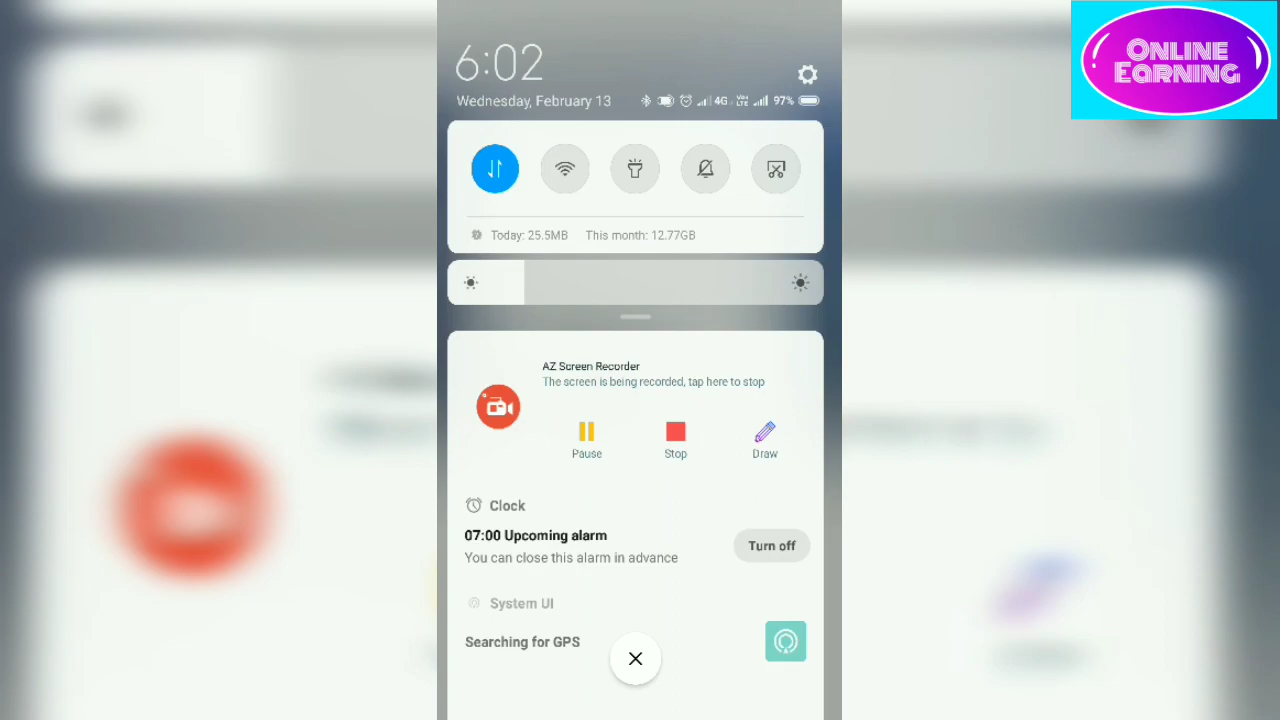 ONLINE
EARNING
6:02
Wednesday, February 13
4G
Vo)
LTE
97%
Today: 25.5MB This month: 12.77GB
AZ Screen Recorder
The screen is being recorded, tap here to stop
Pause Stop Draw
Clock
07:00 Upcoming alarm
You can close this alarm in advance
Turn off
System UI
Searching for GPS